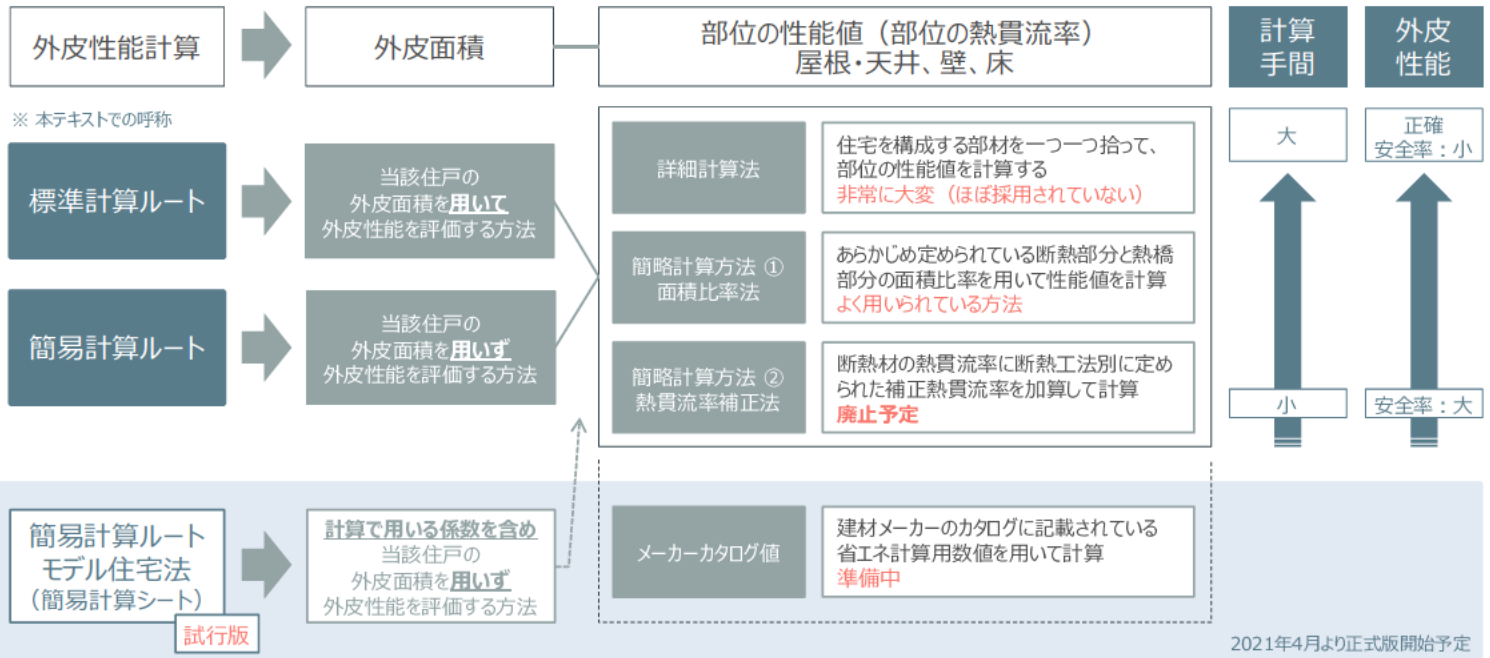 外皮性能計算
外皮面積
部位の性能値（部位の熱貫流率）
屋根・天井、壁、床
計算
手間
外皮
性能
※ 本テキストでの呼称
標準計算ルート
当該住戸の
外皮面積を用いて
外皮性能を評価する方法
簡易計算ルート
当該住戸の
外皮面積を用いず
外皮性能を評価する方法
詳細計算法
住宅を構成する部材を一つ一つ拾って、
部位の性能値を計算する
非常に大変（ほぼ採用されていない）
簡略計算方法 ①
面積比率法
あらかじめ定められている断熱部分と熱橋
部分の面積比率を用いて性能値を計算
よく用いられている方法
簡略計算方法 ②
熱貫流率補正法
断熱材の熱貫流率に断熱工法別に定め
られた補正熱貫流率を加算して計算
廃止予定
大
小
正確
安全率：小
安全率：大
簡易計算ルート
モデル住宅法
（簡易計算シート）
試行版
計算で用いる係数を含め
当該住戸の
外皮面積を用いず
外皮性能を評価する方法
メーカーカタログ値
建材メーカーのカタログに記載されている
省エネ計算用数値を用いて計算
準備中
2021年4月より正式版開始予定